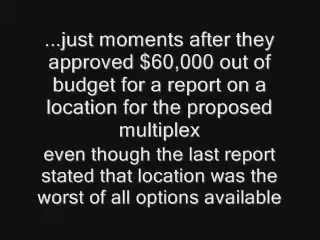 ...just moments after they
approved $60,000 out of
budget for a report on a
location for the proposed
multiplex
even though the last report
stated that location was the
worst of all options available